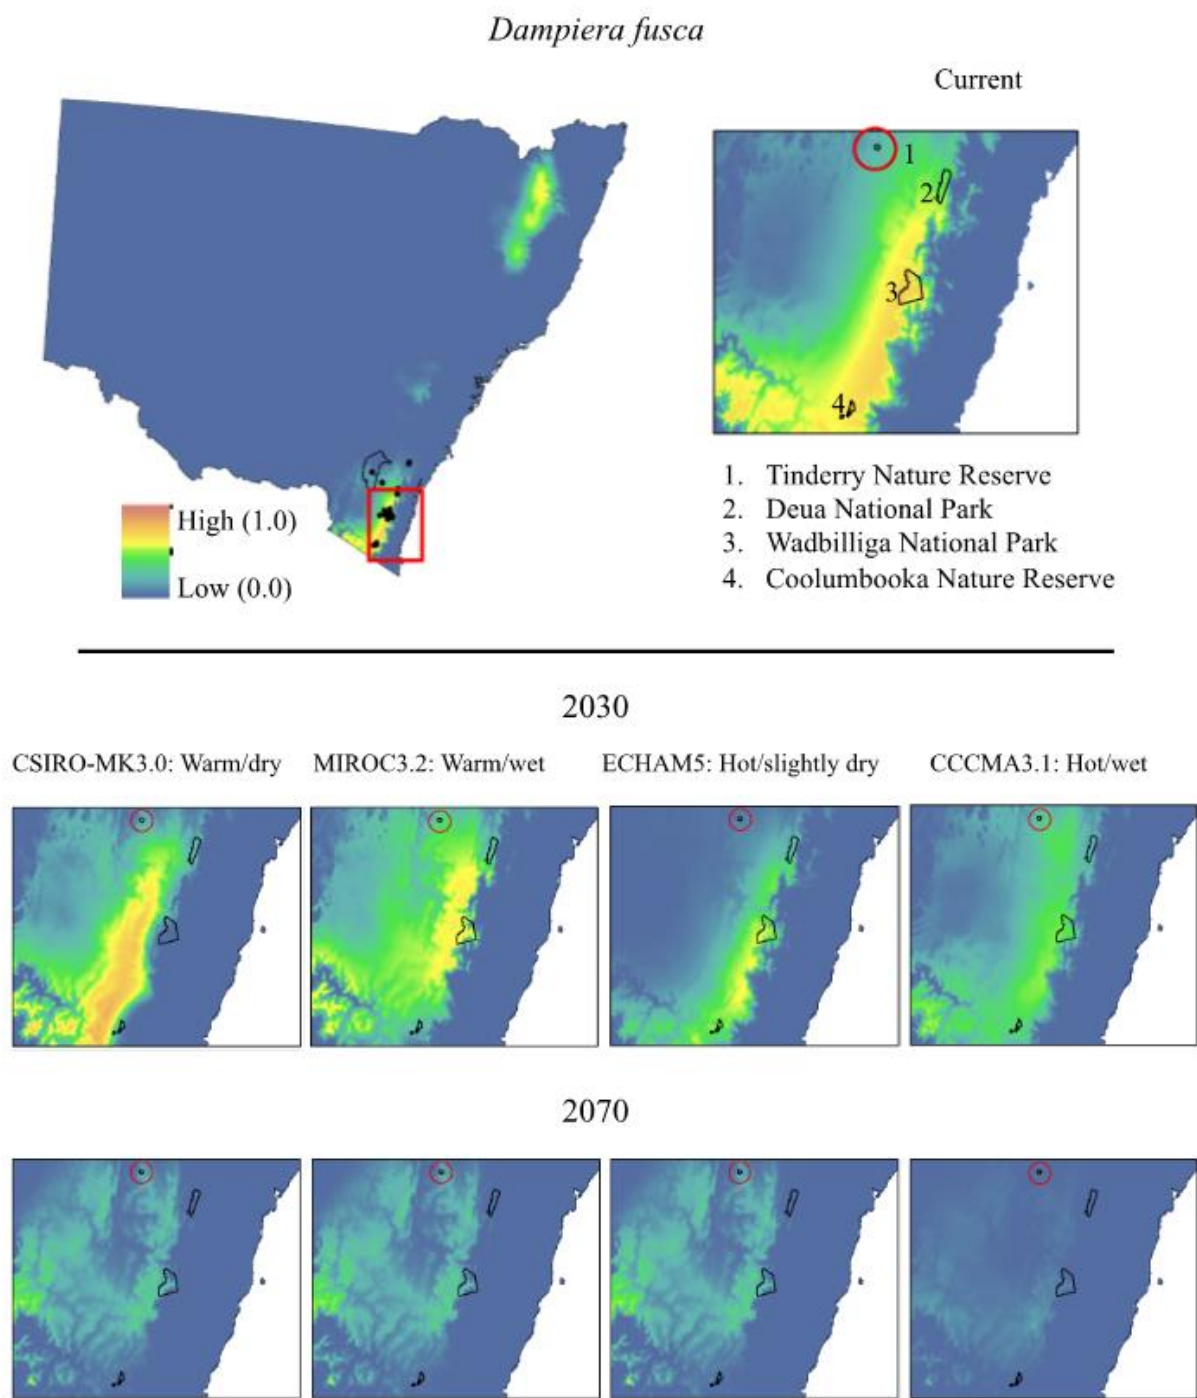 Dampiera fusca
Current
1
2
3
4
High (1.0)
Low (0.0)
1. Tinderry Nature Reserve
2. Deua National Park
3. Wadbilliga National Park
4. Coolumbooka Nature Reserve
2030
CSIRO-MK3.0: Warm/dry
MIROC3.2: Warm/wet
ECHAM5: Hot/slightly dry
CCCMA3.1: Hot/wet
2070